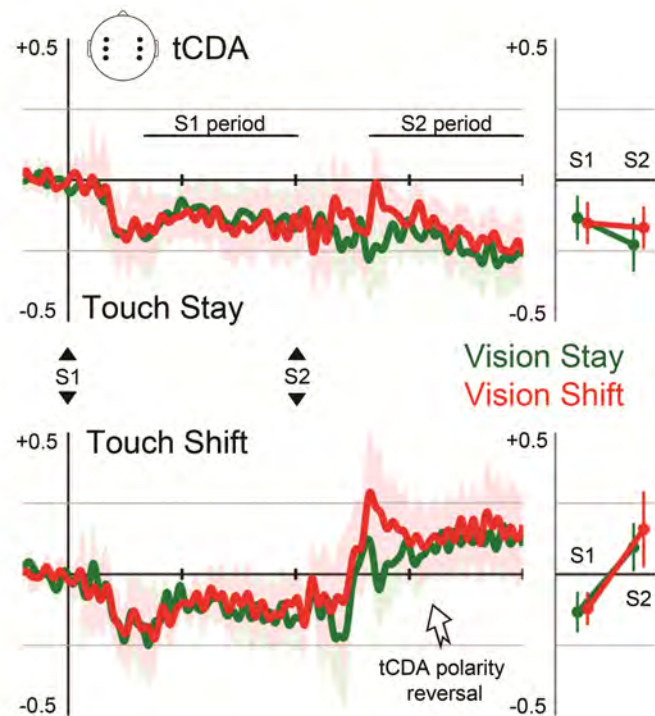 tCDA
+0.5
+0.5
S1 period
S2 period
S1
S2
-0.5
-0.5
Touch Stay
S1
S2
Vision Stay
Vision Shift
+0.5
+0.5
Touch Shift
S1
S2
tCDA polarity
reversal
-0.5
-0.5